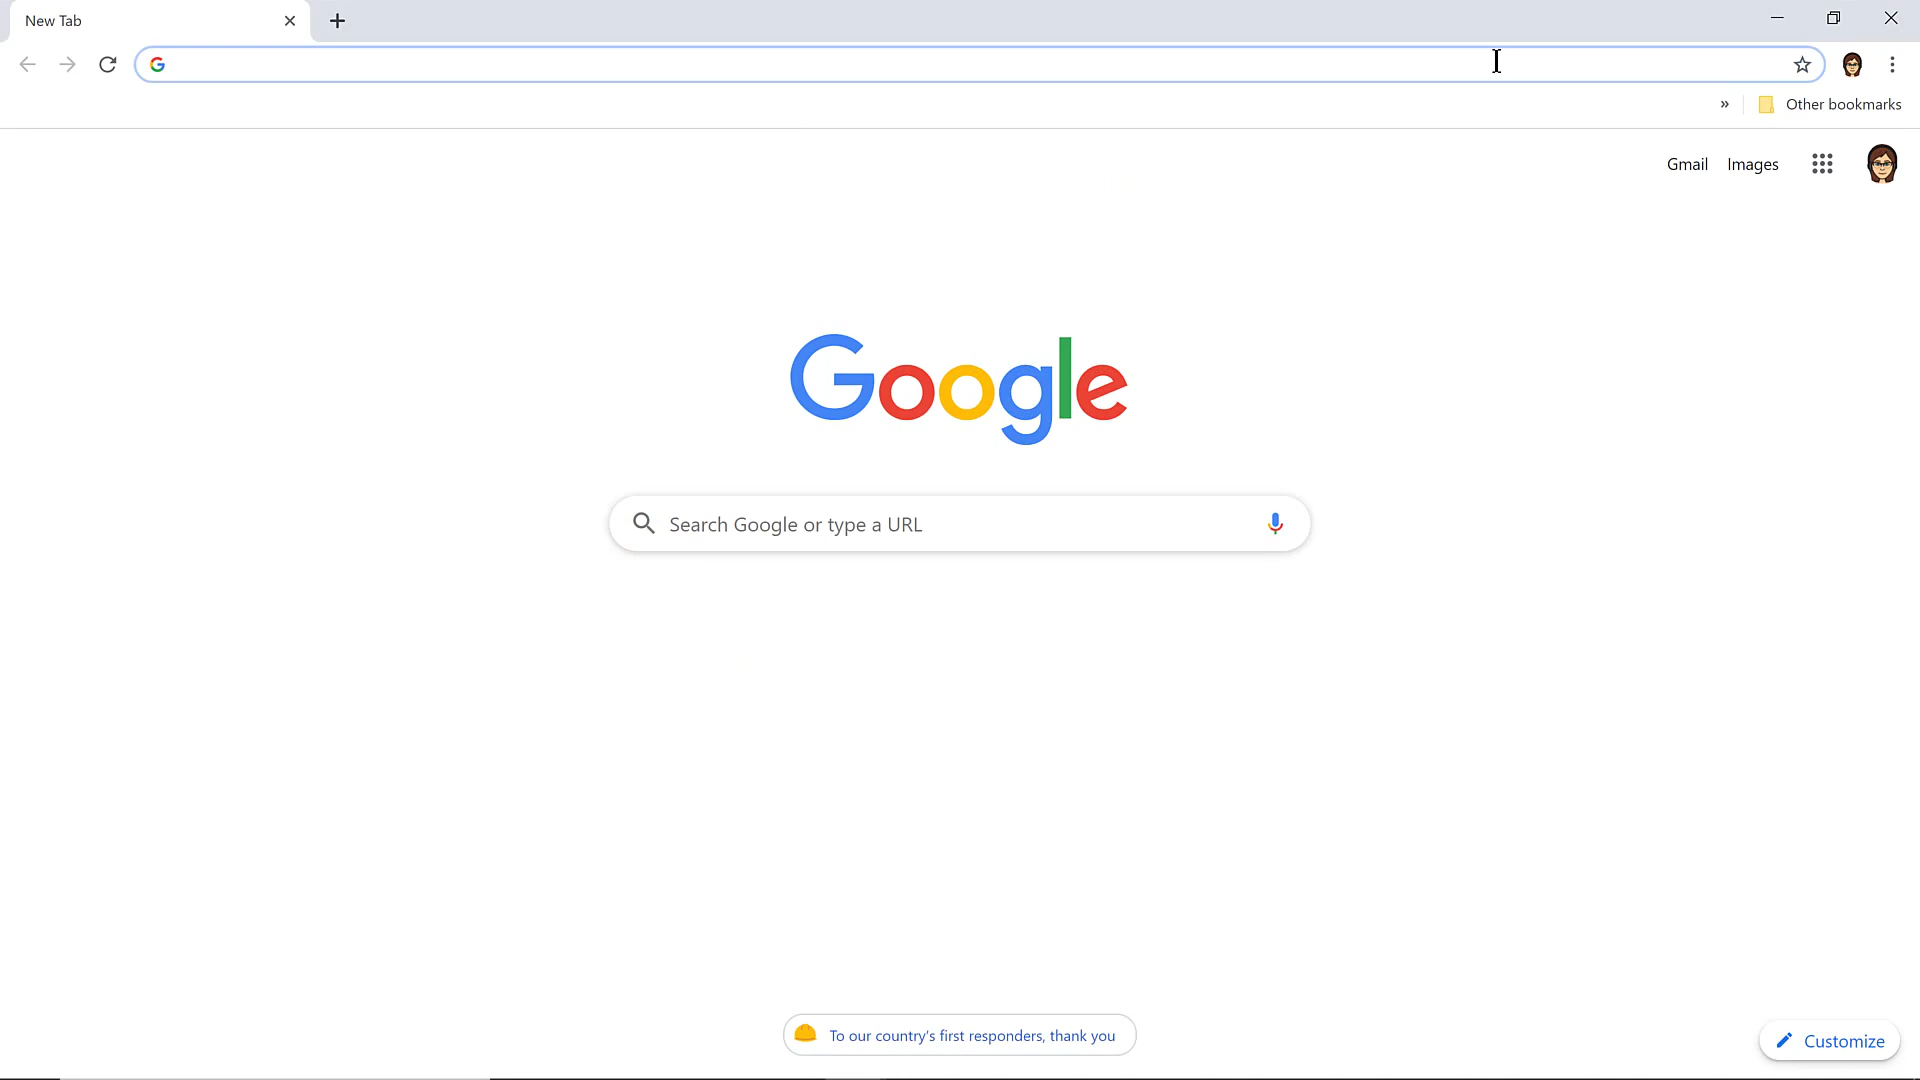 New Tab
» Other bookmarks
Gmail Images
Google
Search Google or type a URL
To our country's first responders, thank you
Customize